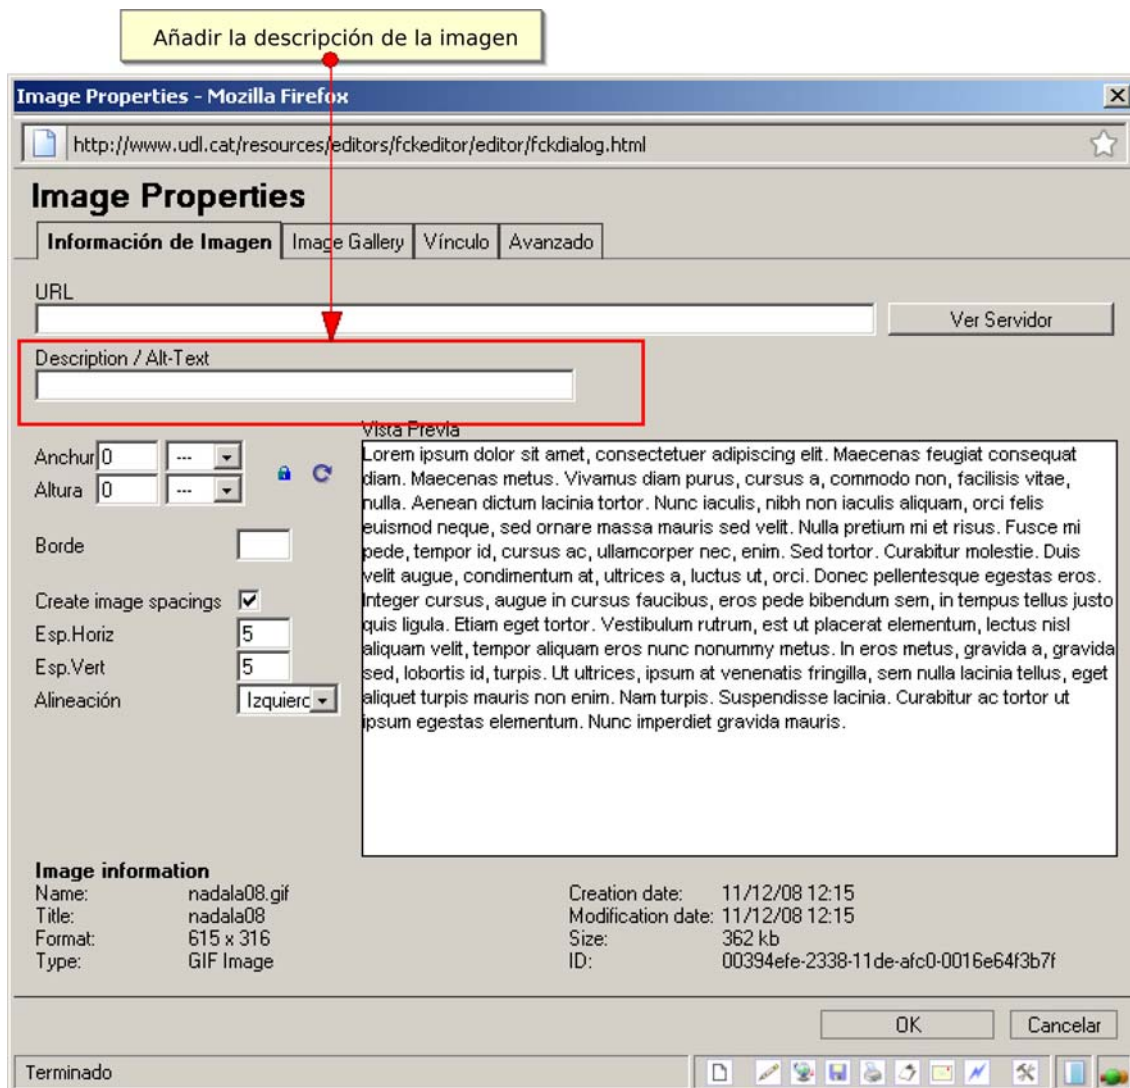 Añadir la descripción de la imagen
Image Properties - Mozilla Firefox
http://www.udl.cat/resources/editors/fckeditor/editor/fckdialog.html
Image Properties
Información de Imagen Image Gallery Vínculo Avanzado
URL
Ver Servidor
Description / Alt-Text
Vista Previa
Anchur 0 ---
Altura 0 ---
Borde
Create image spacings
Esp.Horiz 5
Esp.Vert 5
Alineación Izquierc
Lorem ipsum dolor sit amet, consectetuer adipiscing elit. Maecenas feugiat consequat
diam. Maecenas metus. Vivamus diam purus, cursus a, commodo non, facilisis vitae,
nulla. Aenean dictum lacinia tortor. Nunc iaculis, nibh non iaculis aliquam, orci felis
euismod neque, sed ornare massa mauris sed velit. Nulla pretium mi et risus. Fusce mi
pede, tempor id, cursus ac, ullamcorper nec, enim. Sed tortor. Curabitur molestie. Duis
velit augue, condimentum at, ultrices a, luctus ut, orci. Donec pellentesque egestas eros.
Integer cursus, augue in cursus faucibus, eros pede bibendum sem, in tempus tellus justo
quis ligula. Etiam eget tortor. Vestibulum rutrum, est ut placerat elementum, lectus nisl
aliquam velit, tempor aliquam eros nunc nonummy metus. In eros metus, gravida a, gravida
sed, lobortis id, turpis. Ut ultrices, ipsum at venenatis fringilla, sem nulla lacinia tellus, eget
aliquet turpis mauris non enim. Nam turpis. Suspendisse lacinia. Curabitur ac tortor ut
ipsum egestas elementum. Nunc imperdiet gravida mauris.
Image information
Name: nadala08.gif Creation date: 11/12/08 12:15
Title: nadala08 Modification date: 11/12/08 12:15
Format: 615 x 316 Size: 362 kb
Type: GIF Image ID: 00394efe-2338-11de-afc0-0016e64f3b7f
OK Cancelar
Terminado